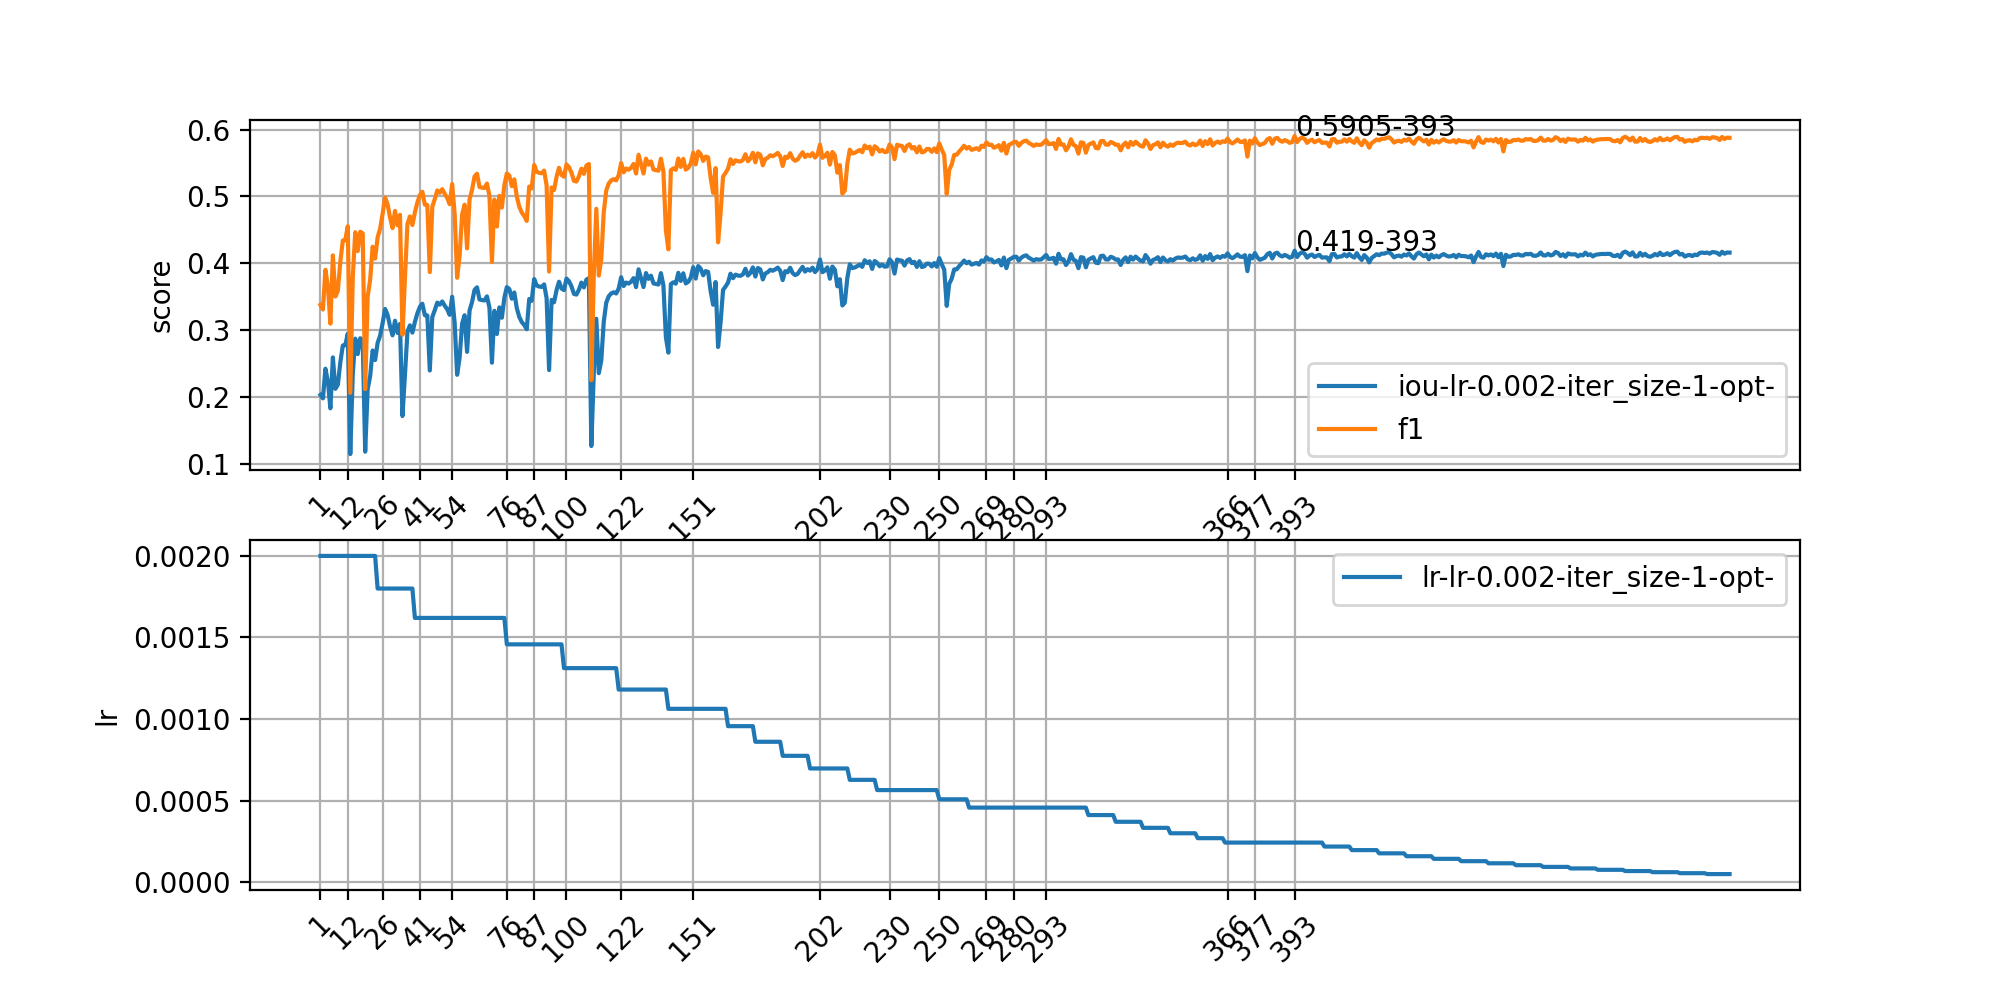 0.6
0.5
0.4
0.3
0.2
0.1
score
0.5905-393
0.419-393
iou-lr-0.002-iter_size-1-opt-
f1
1 12 26 41 54 76 87 100 122 151 202 230 250 269 280 293 366 377 393
0.0020
0.0015
0.0010
0.0005
0.0000
lr
lr-lr-0.002-iter_size-1-opt-
1 12 26 41 54 76 87 100 122 151 202 230 250 269 280 293 366 377 393